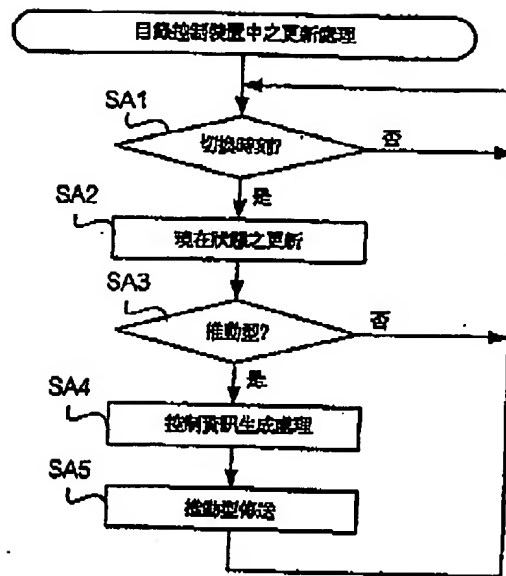 目錄控制裝置中之更新處理
SA1
切換時刻?
否
是
SA2
現在狀態之更新
SA3
推動型?
否
是
SA4
控制資訊生成處理
SA5
推動型傳送